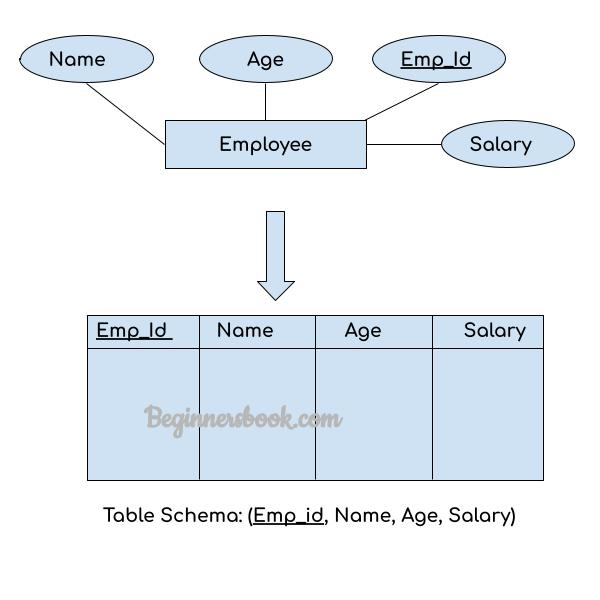 Name
Age
Emp_Id
Employee
Salary
Emp_Id
Name
Age
Salary
Beginnersbook.com
Table Schema: (Emp_id, Name, Age, Salary)